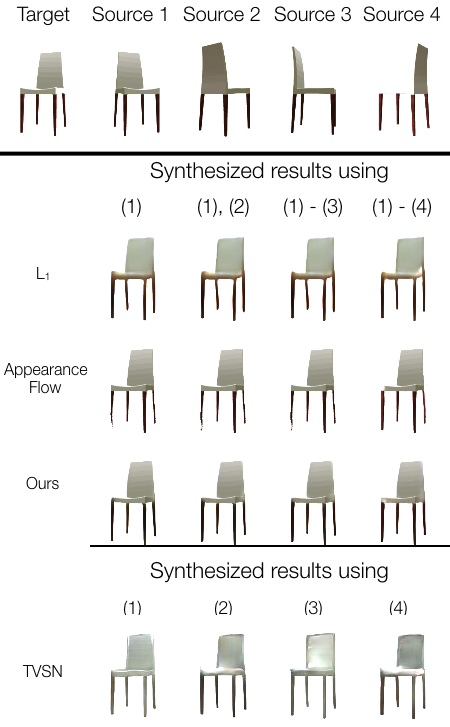 Target Source 1 Source 2 Source 3 Source 4
Synthesized results using
(1) (1), (2) (1) - (3) (1) - (4)
L₁
Appearance
Flow
Ours
Synthesized results using
(1) (2) (3) (4)
TVSN